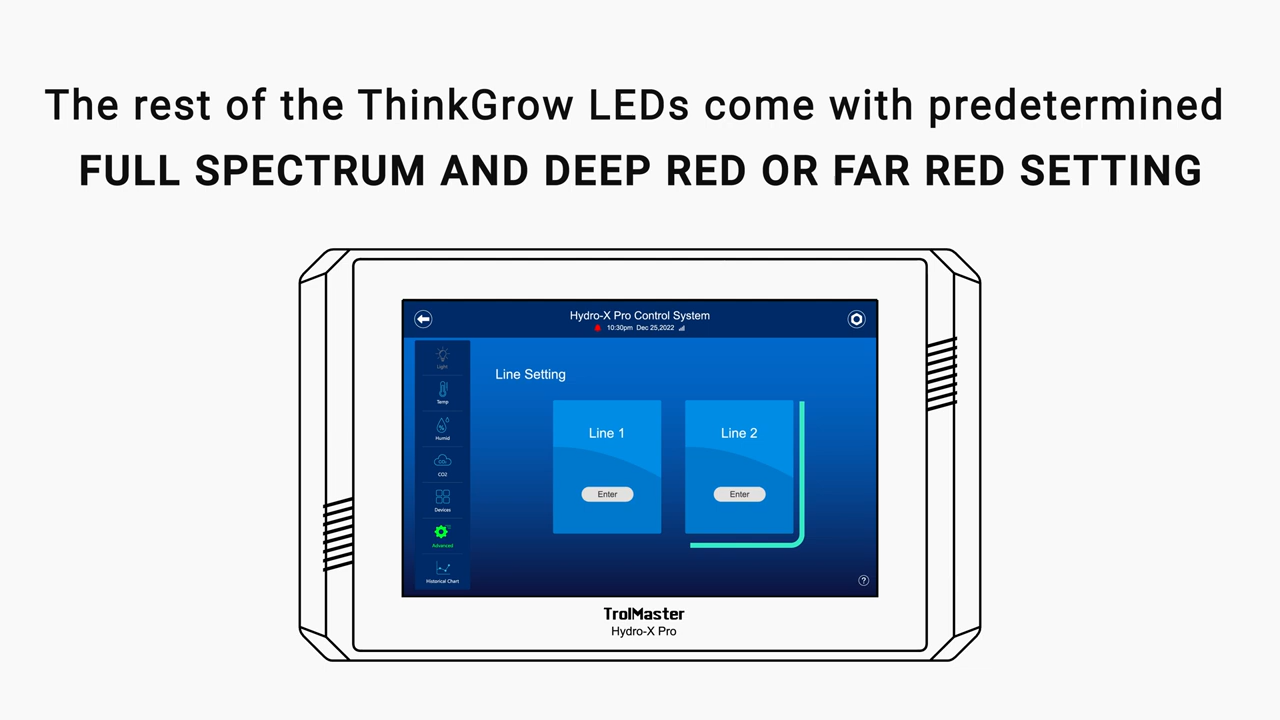 The rest of the ThinkGrow LEDs come with predetermined
FULL SPECTRUM AND DEEP RED OR FAR RED SETTING
Hydro-X Pro Control System
10:30pm Dec 25,2022
Light
Temp
Humid
CO2
Devices
Advanced
Historical Chart
Line Setting
Line 1
Enter
Line 2
Enter
?
TrolMaster
Hydro-X Pro